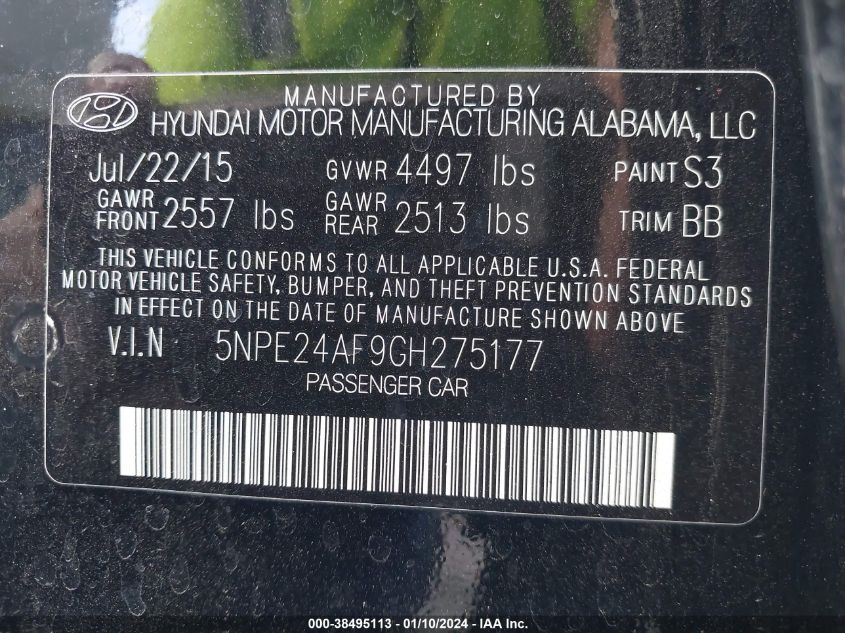 MANUFACTURED BY
HYUNDAI MOTOR MANUFACTURING ALABAMA, LLC
Jul/22/15 GVWR 4497 lbs PAINT S3
GAWR FRONT 2557 lbs GAWR REAR 2513 lbs TRIM BB
THIS VEHICLE CONFORMS TO ALL APPLICABLE U.S.A. FEDERAL
MOTOR VEHICLE SAFETY, BUMPER, AND THEFT PREVENTION STANDARDS
IN EFFECT ON THE DATE OF MANUFACTURE SHOWN ABOVE
V.I.N 5NPE24AF9GH275177
PASSENGER CAR
000-38495113 - 01/10/2024 - IAA Inc.